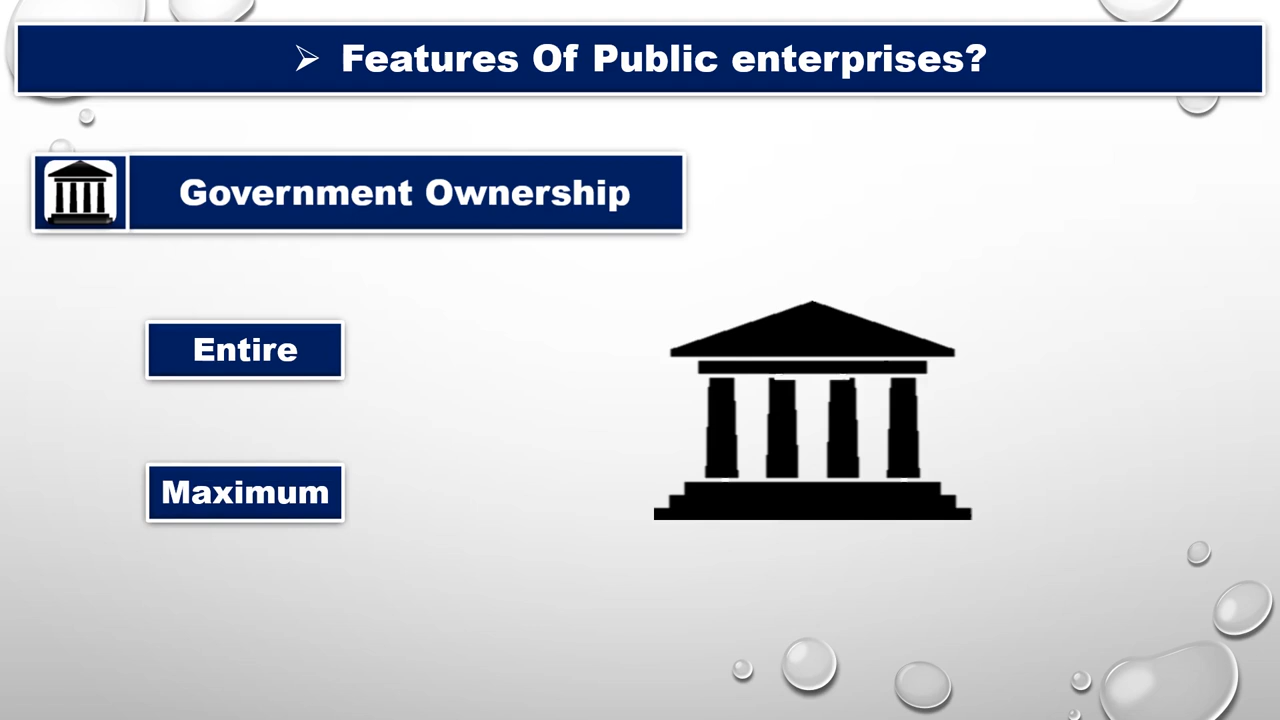 ➢ Features Of Public enterprises?
Government Ownership
Entire
Maximum